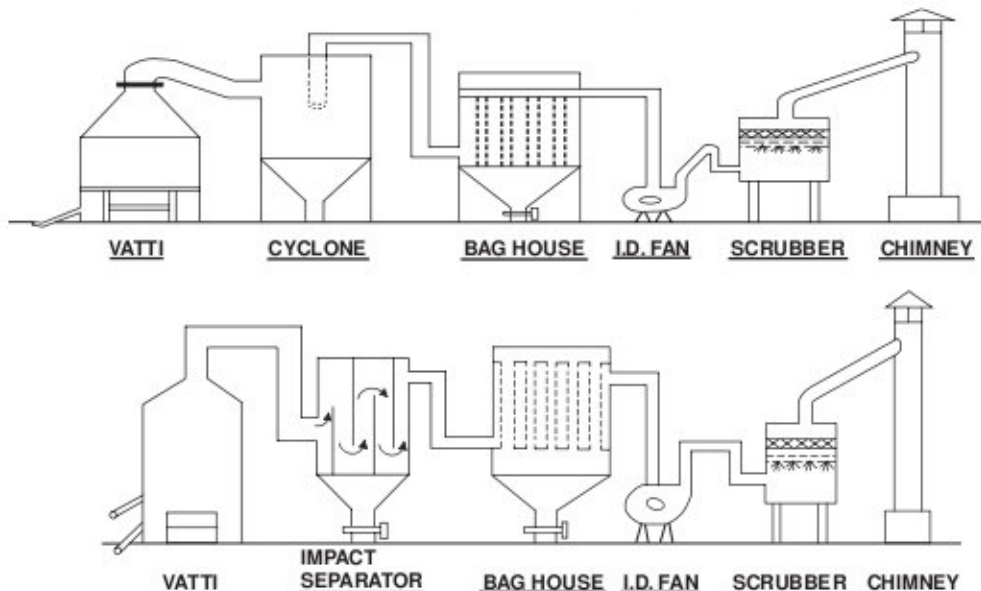 VATTI CYCLONE BAG HOUSE I.D. FAN SCRUBBER CHIMNEY
IMPACT
VATTI SEPARATOR BAG HOUSE I.D. FAN SCRUBBER CHIMNEY